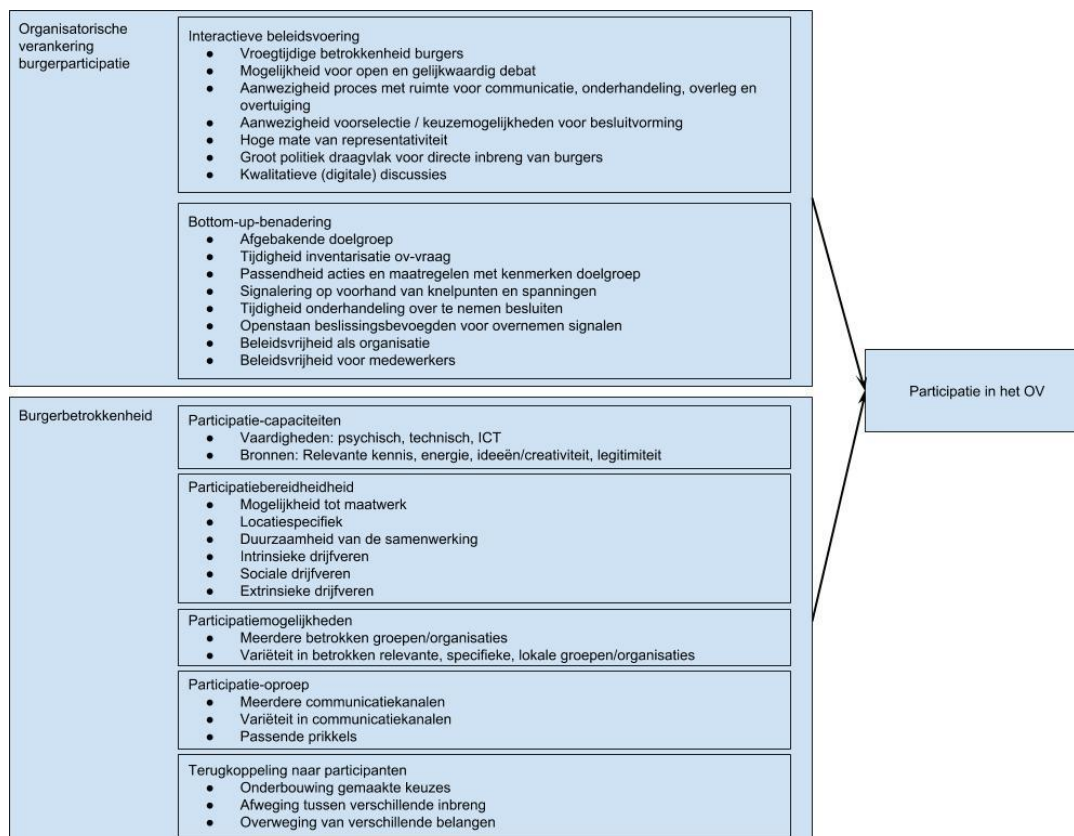 Organisatorische
verankering
burgerparticipatie
Interactieve beleidsvoering
● Vroegtijdige betrokkenheid burgers
● Mogelijkheid voor open en gelijkwaardig debat
● Aanwezigheid proces met ruimte voor communicatie, onderhandeling, overleg en
overtuiging
● Aanwezigheid voorselectie / keuzemogelijkheden voor besluitvorming
● Hoge mate van representativiteit
● Groot politiek draagvlak voor directe inbreng van burgers
● Kwalitatieve (digitale) discussies
Bottom-up-benadering
● Afgebakende doelgroep
● Tijdigheid inventarisatie ov-vraag
● Passendheid acties en maatregelen met kenmerken doelgroep
● Signalering op voorhand van knelpunten en spanningen
● Tijdigheid onderhandeling over te nemen besluiten
● Openstaan beslissingsbevoegden voor overnemen signalen
● Beleidsvrijheid als organisatie
● Beleidsvrijheid voor medewerkers
Participatie in het OV
Burgerbetrokkenheid
Participatie-capaciteiten
● Vaardigheden: psychisch, technisch, ICT
● Bronnen: Relevante kennis, energie, ideeën/creativiteit, legitimiteit
Participatiebereidheidheid
● Mogelijkheid tot maatwerk
● Locatiespecifiek
● Duurzaamheid van de samenwerking
● Intrinsieke drijfveren
● Sociale drijfveren
● Extrinsieke drijfveren
Participatiemogelijkheden
● Meerdere betrokken groepen/organisaties
● Variëteit in betrokken relevante, specifieke, lokale groepen/organisaties
Participatie-oproep
● Meerdere communicatiekanalen
● Variëteit in communicatiekanalen
● Passende prikkels
Terugkoppeling naar participanten
● Onderbouwing gemaakte keuzes
● Afweging tussen verschillende inbreng
● Overweging van verschillende belangen